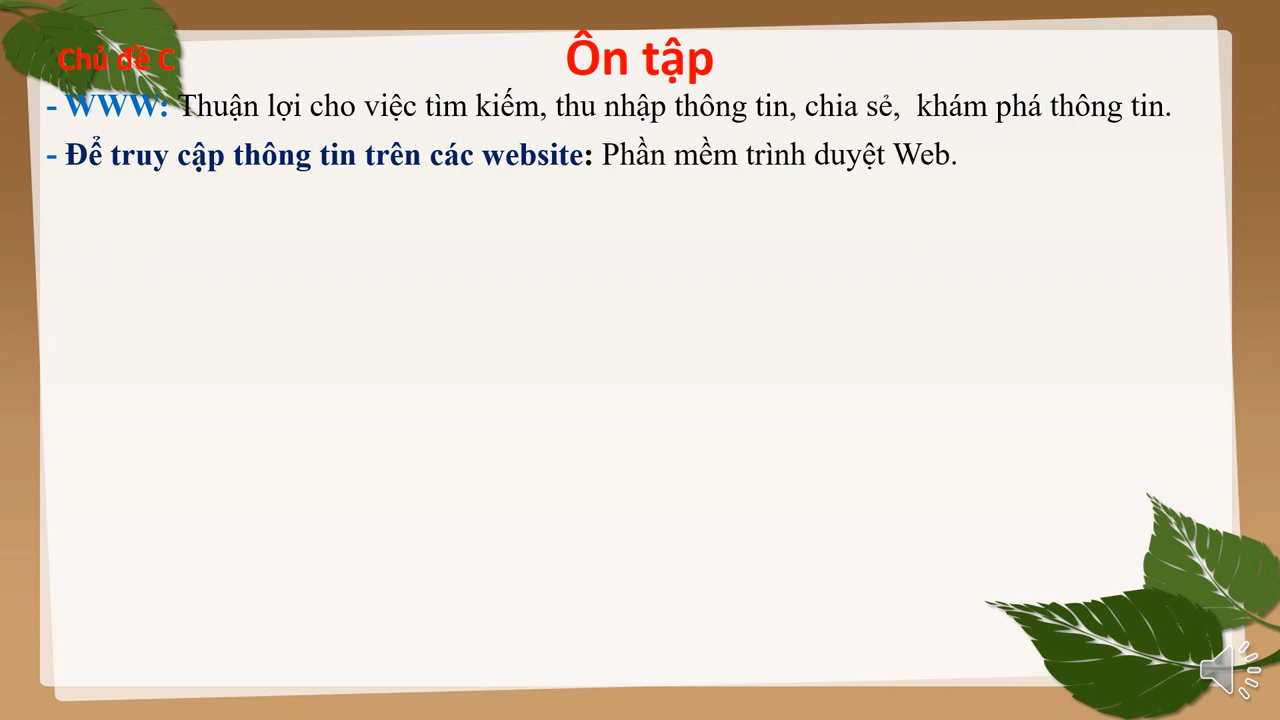 Chủ đề C
Ôn tập
- WWW: Thuận lợi cho việc tìm kiếm, thu nhập thông tin, chia sẻ, khám phá thông tin.
- Để truy cập thông tin trên các website: Phần mềm trình duyệt Web.